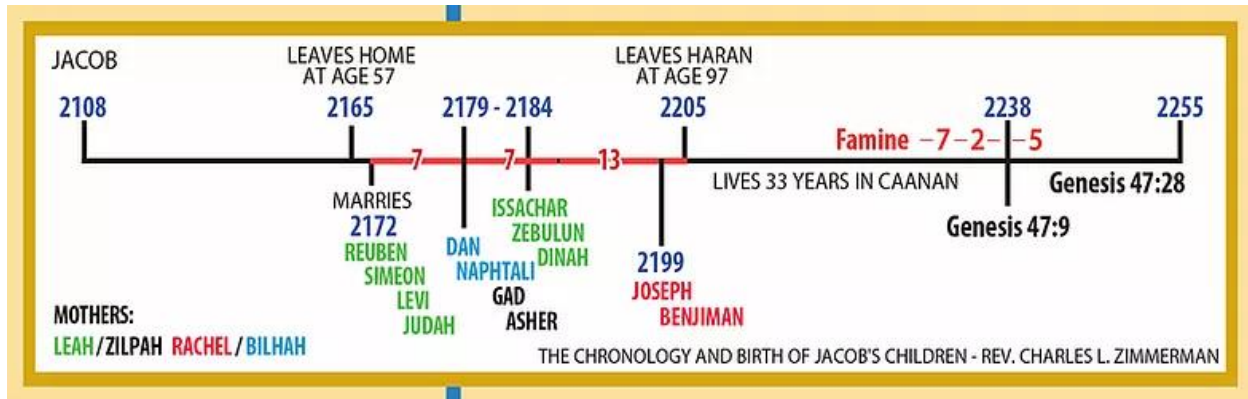 JACOB
LEAVES HOME
AT AGE 57
LEAVES HARAN
AT AGE 97
2108
2165
2179 - 2184
2205
2238
2255
Famine -7-2- -5
7
7
13
MARRIES
2172
REUBEN
SIMEON
LEVI
JUDAH
DAN
NAPHTALI
GAD
ASHER
ISSACHAR
ZEBULUN
DINAH
2199
JOSEPH
BENJIMAN
LIVES 33 YEARS IN CAANAN
Genesis 47:9
Genesis 47:28
MOTHERS:
LEAH/ZILPAH RACHEL/BILHAH
THE CHRONOLOGY AND BIRTH OF JACOB'S CHILDREN - REV. CHARLES L. ZIMMERMAN